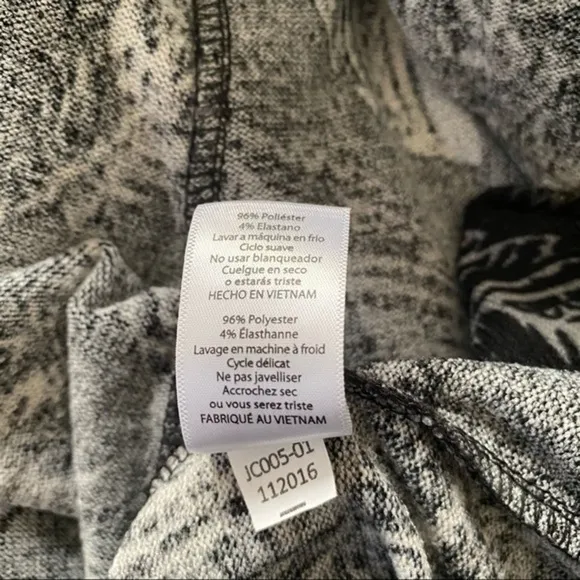 96% Poliéster
4% Elastano
Lavar a máquina en frio
Ciclo suave
No usar blanqueador
Cuelgue en seco
o estarás triste
HECHO EN VIETNAM
96% Polyester
4% Élasthanne
Lavage en machine à froid
Cycle délicat
Ne pas javelliser
Accrochez sec
ou vous serez triste
FABRIQUÉ AU VIETNAM
JC005-01
112016